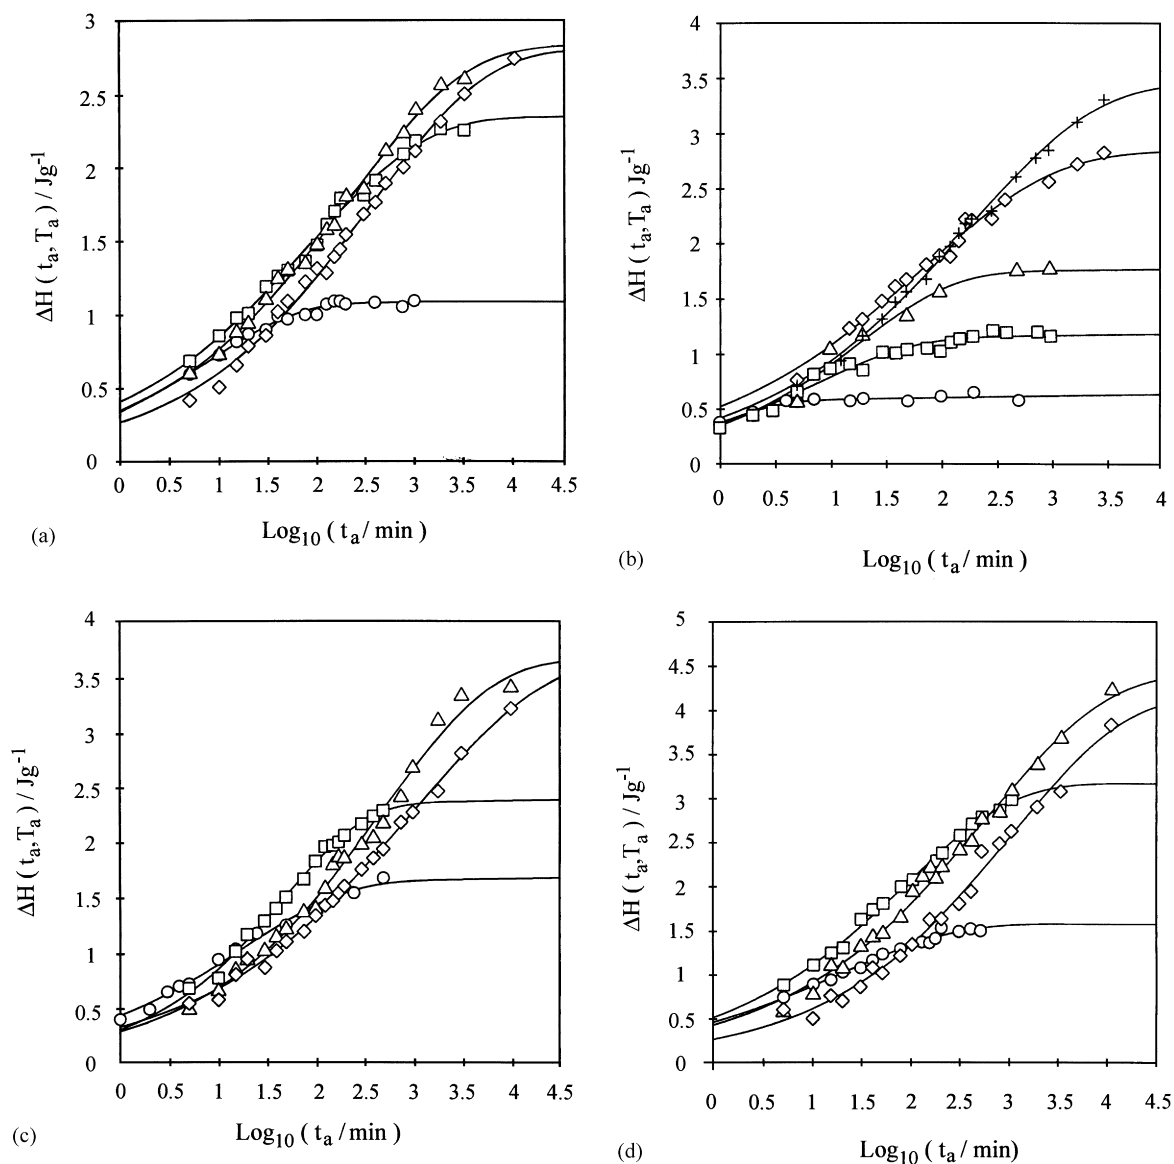 3
2.5
2
1.5
1
0.5
0
0 0.5 1 1.5 2 2.5 3 3.5 4 4.5
ΔH ( tₐ, Tₐ ) / Jg⁻¹
Log₁₀ ( tₐ / min )
(a)
4
3.5
3
2.5
2
1.5
1
0.5
0
0 0.5 1 1.5 2 2.5 3 3.5 4
ΔH ( tₐ, Tₐ ) Jg⁻¹
Log₁₀ ( tₐ / min )
(b)
4
3.5
3
2.5
2
1.5
1
0.5
0
0 0.5 1 1.5 2 2.5 3 3.5 4 4.5
ΔH ( tₐ, Tₐ ) / Jg⁻¹
Log₁₀ ( tₐ / min )
(c)
5
4.5
4
3.5
3
2.5
2
1.5
1
0.5
0
0 0.5 1 1.5 2 2.5 3 3.5 4 4.5
ΔH ( tₐ, Tₐ ) / Jg⁻¹
Log₁₀ ( tₐ / min)
(d)